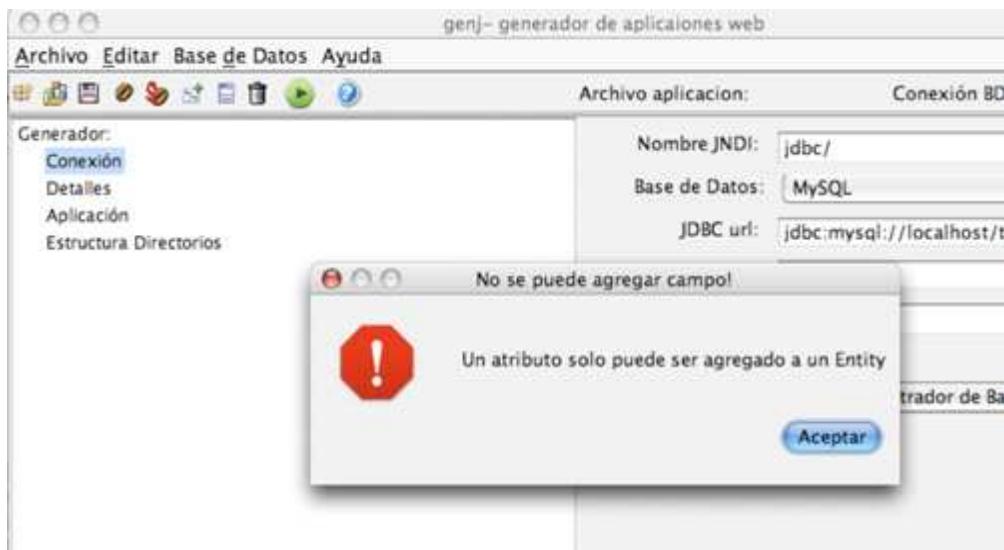 genj- generador de aplicaiones web
Archivo Editar Base de Datos Ayuda
Archivo aplicacion: Conexión BD
Generador:
Conexión
Detalles
Aplicación
Estructura Directorios
Nombre JNDI: jdbc/
Base de Datos: MySQL
JDBC url: jdbc:mysql://localhost/t
No se puede agregar campo!
Un atributo solo puede ser agregado a un Entity
trador de Ba
Aceptar